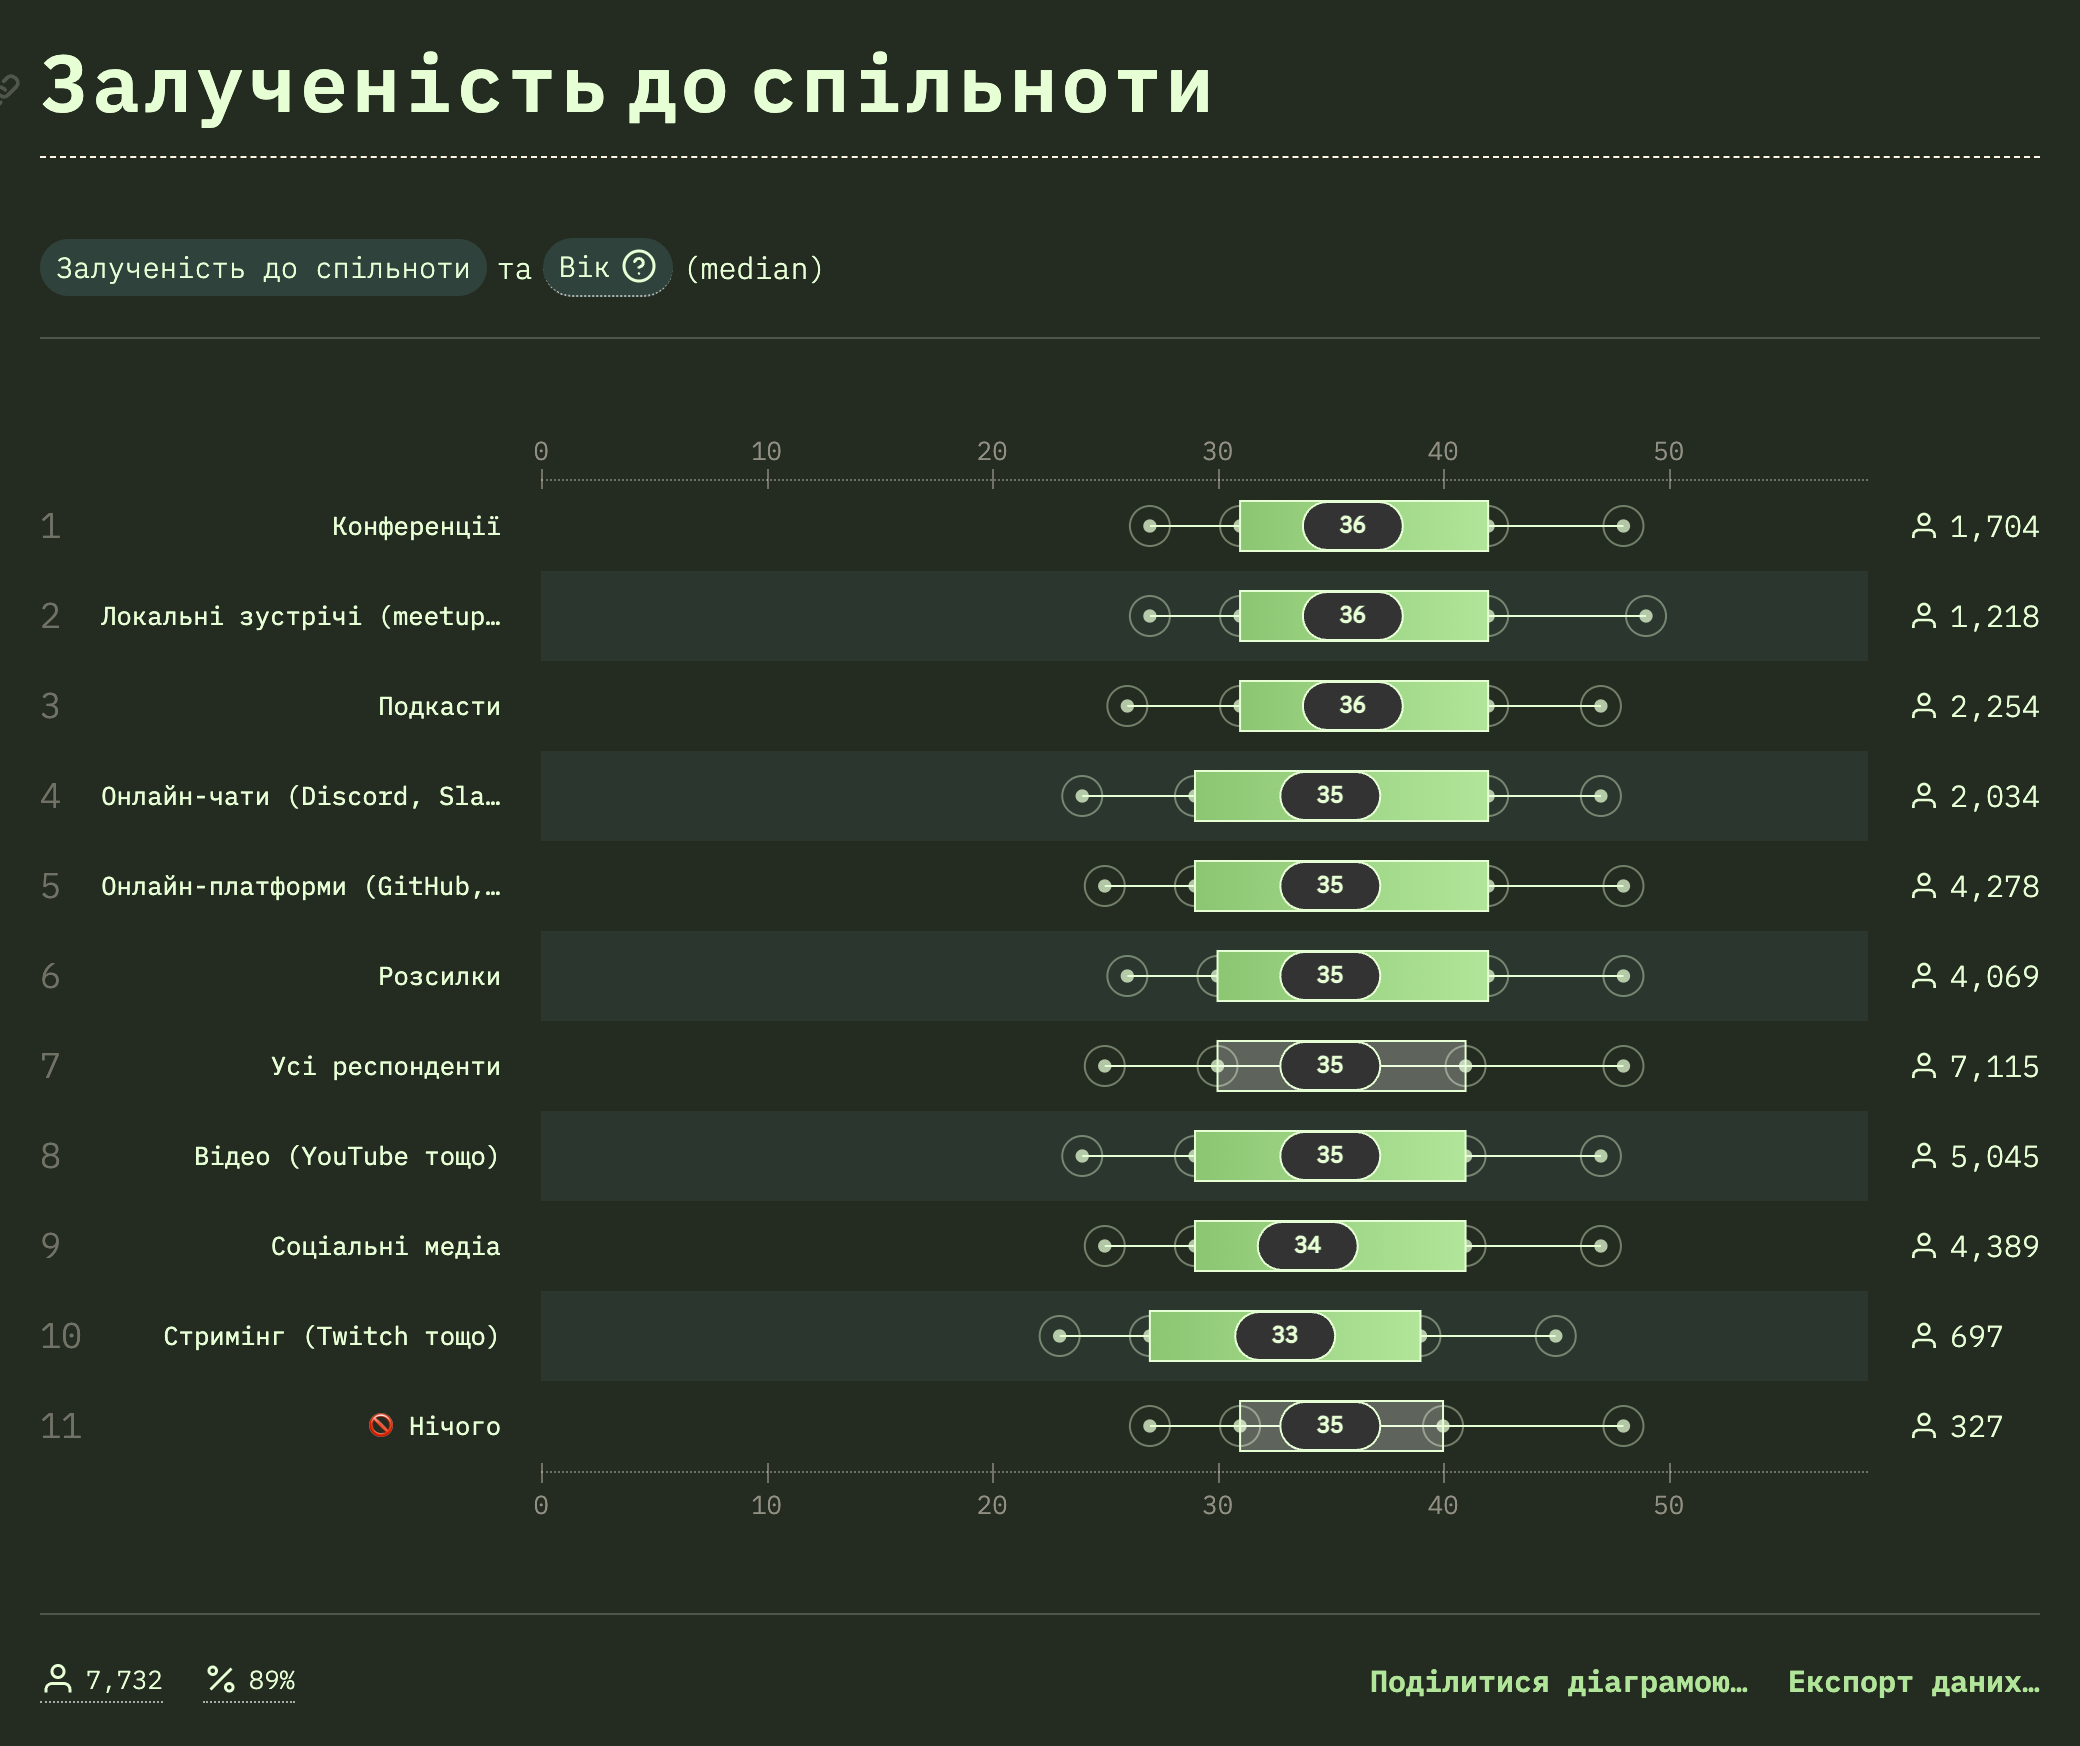 Залученість до спільноти
Залученість до спільноти та Вік (median)
0 10 20 30 40 50
1 Конференції 36 1,704
2 Локальні зустрічі (meetup… 36 1,218
3 Подкасти 36 2,254
4 Онлайн-чати (Discord, Sla… 35 2,034
5 Онлайн-платформи (GitHub,… 35 4,278
6 Розсилки 35 4,069
7 Усі респонденти 35 7,115
8 Відео (YouTube тощо) 35 5,045
9 Соціальні медіа 34 4,389
10 Стримінг (Twitch тощо) 33 697
11 🚫 Нічого 35 327
0 10 20 30 40 50
7,732 89% Поділитися діаграмою… Експорт даних…